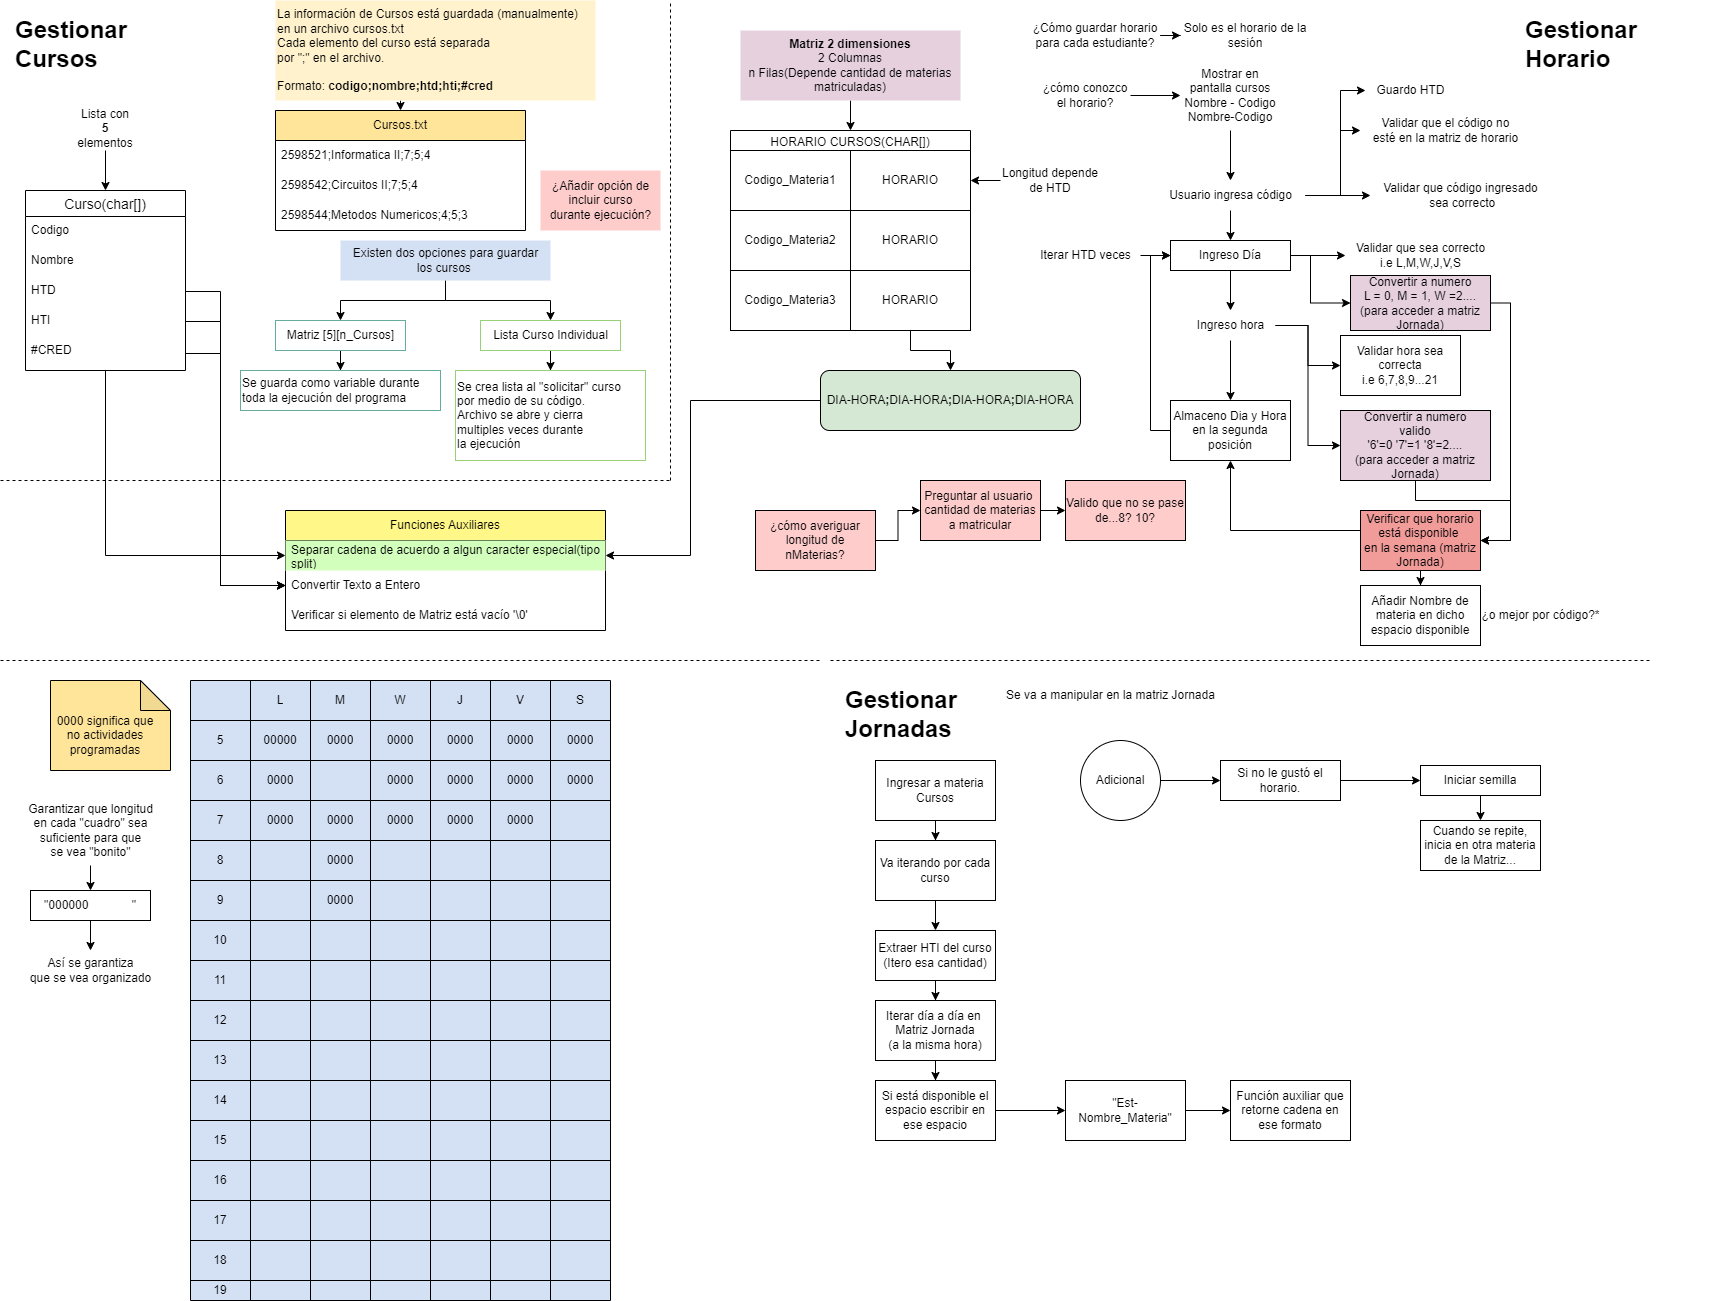 Gestionar
Cursos
La información de Cursos está guardada (manualmente)
en un archivo cursos.txt
Cada elemento del curso está separada
por ";" en el archivo.
Formato: codigo;nombre;htd;hti;#cred
Lista con
5
elementos
Curso(char[])
Codigo
Nombre
HTD
HTI
#CRED
Cursos.txt
2598521;Informatica II;7;5;4
2598542;Circuitos II;7;5;4
2598544;Metodos Numericos;4;5;3
¿Añadir opción de
incluir curso
durante ejecución?
Existen dos opciones para guardar
los cursos
Matriz [5][n_Cursos]
Lista Curso Individual
Se guarda como variable durante
toda la ejecución del programa
Se crea lista al "solicitar" curso
por medio de su código.
Archivo se abre y cierra
multiples veces durante
la ejecución
Funciones Auxiliares
Separar cadena de acuerdo a algun caracter especial(tipo
split)
Convertir Texto a Entero
Verificar si elemento de Matriz está vacío '\0'
Matriz 2 dimensiones
2 Columnas
n Filas(Depende cantidad de materias
matriculadas)
HORARIO CURSOS(CHAR[])
Codigo_Materia1
HORARIO
Codigo_Materia2
HORARIO
Codigo_Materia3
HORARIO
Longitud depende
de HTD
DIA-HORA;DIA-HORA;DIA-HORA;DIA-HORA
¿cómo averiguar
longitud de
nMaterias?
Preguntar al usuario
cantidad de materias
a matricular
Valido que no se pase
de...8? 10?
Gestionar
Horario
¿Cómo guardar horario
para cada estudiante?
Solo es el horario de la
sesión
¿cómo conozco
el horario?
Mostrar en
pantalla cursos
Nombre - Codigo
Nombre-Codigo
Guardo HTD
Validar que el código no
esté en la matriz de horario
Usuario ingresa código
Validar que código ingresado
sea correcto
Iterar HTD veces
Ingreso Día
Validar que sea correcto
i.e L,M,W,J,V,S
Convertir a numero
L = 0, M = 1, W =2....
(para acceder a matriz
Jornada)
Ingreso hora
Validar hora sea
correcta
i.e 6,7,8,9...21
Almaceno Dia y Hora
en la segunda
posición
Convertir a numero
valido
'6'=0 '7'=1 '8'=2....
(para acceder a matriz
Jornada)
Verificar que horario
está disponible
en la semana (matriz
Jornada)
Añadir Nombre de
materia en dicho
espacio disponible
¿o mejor por código?*
0000 significa que
no actividades
programadas
Garantizar que longitud
en cada "cuadro" sea
suficiente para que
se vea "bonito"
"000000 "
Así se garantiza
que se vea organizado
L M W J V S
5 00000 0000 0000 0000 0000 0000
6 0000 0000 0000 0000 0000
7 0000 0000 0000 0000 0000
8 0000
9 0000
10
11
12
13
14
15
16
17
18
19
Gestionar
Jornadas
Se va a manipular en la matriz Jornada
Ingresar a materia
Cursos
Va iterando por cada
curso
Extraer HTI del curso
(Itero esa cantidad)
Iterar día a día en
Matriz Jornada
(a la misma hora)
Si está disponible el
espacio escribir en
ese espacio
"Est-
Nombre_Materia"
Función auxiliar que
retorne cadena en
ese formato
Adicional
Si no le gustó el
horario.
Iniciar semilla
Cuando se repite,
inicia en otra materia
de la Matriz...